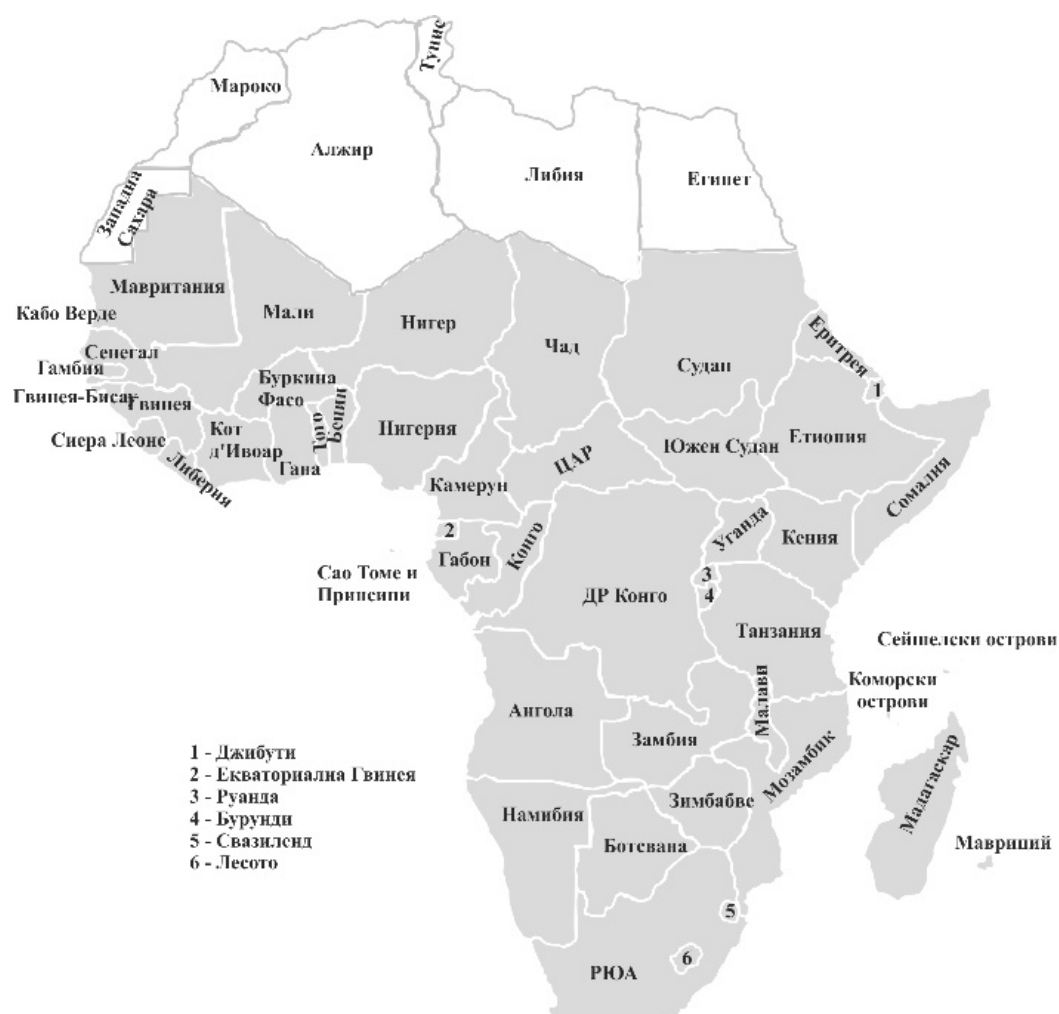 Тунис
Мароко
Алжир
Либия
Египет
Западна
Сахара
Мавритания
Мали
Нигер
Чад
Судан
Еритрея
1
Кабо Верде
Сенегал
Гамбия
Гвинея-Бисау
Гвинея
Буркина
Фасо
Того
Бенин
Нигерия
Южен Судан
Етиопия
Сиера Леоне
Либерия
Кот
д'Ивоар
Гана
Камерун
ЦАР
Сомалия
2
Габон
Конго
Уганда
Кения
Сао Томе и
Принсипи
ДР Конго
3
4
Танзания
Сейшелски острови
Коморски
острови
Ангола
Замбия
Малави
Мозамбик
Мадагаскар
1 - Джибути
2 - Екваториална Гвинея
3 - Руанда
4 - Бурунди
5 - Свазиленд
6 - Лесото
Намибия
Зимбабве
Ботсвана
Мавриций
5
6
РЮА